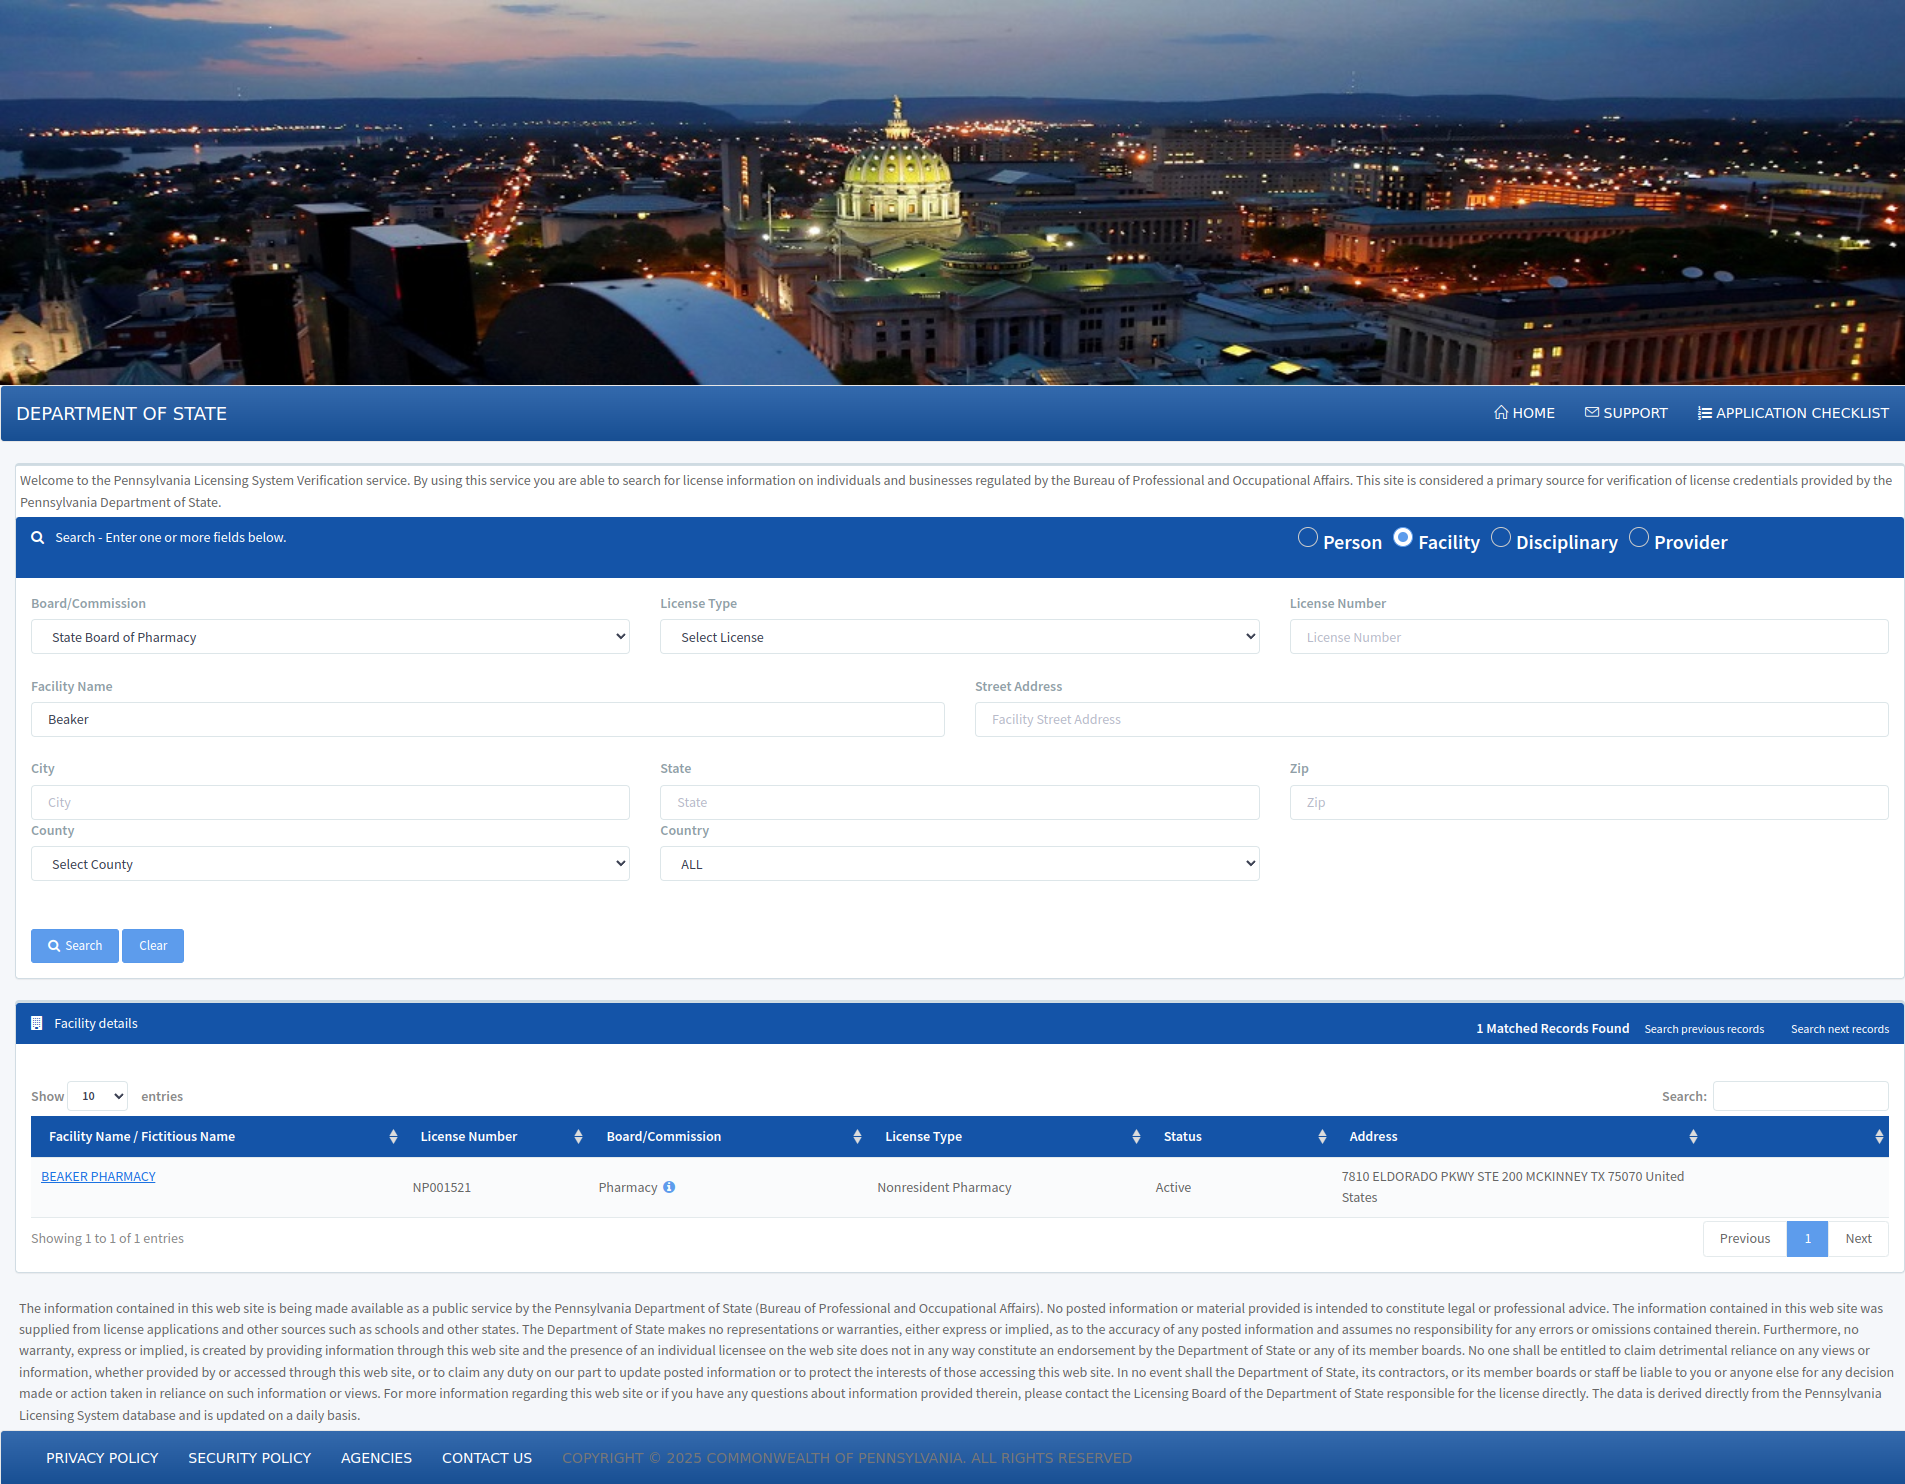 DEPARTMENT OF STATE
HOME
SUPPORT
APPLICATION CHECKLIST
Welcome to the Pennsylvania Licensing System Verification service. By using this service you are able to search for license information on individuals and businesses regulated by the Bureau of Professional and Occupational Affairs. This site is considered a primary source for verification of license credentials provided by the
Pennsylvania Department of State.
Search - Enter one or more fields below.
Person Facility Disciplinary Provider
Board/Commission License Type License Number
State Board of Pharmacy Select License License Number
Facility Name Street Address
Beaker Facility Street Address
City State Zip
City State Zip
County Country
Select County ALL
Search Clear
Facility details
1 Matched Records Found Search previous records Search next records
Show 10 entries Search:
Facility Name / Fictitious Name License Number Board/Commission License Type Status Address
BEAKER PHARMACY NP001521 Pharmacy Nonresident Pharmacy Active 7810 ELDORADO PKWY STE 200 MCKINNEY TX 75070 United
States
Showing 1 to 1 of 1 entries
Previous 1 Next
The information contained in this web site is being made available as a public service by the Pennsylvania Department of State (Bureau of Professional and Occupational Affairs). No posted information or material provided is intended to constitute legal or professional advice. The information contained in this web site was
supplied from license applications and other sources such as schools and other states. The Department of State makes no representations or warranties, either express or implied, as to the accuracy of any posted information and assumes no responsibility for any errors or omissions contained therein. Furthermore, no
warranty, express or implied, is created by providing information through this web site and the presence of an individual licensee on the web site does not in any way constitute an endorsement by the Department of State or any of its member boards. No one shall be entitled to claim detrimental reliance on any views or
information, whether provided by or accessed through this web site, or to claim any duty on our part to update posted information or to protect the interests of those accessing this web site. In no event shall the Department of State, its contractors, or its member boards or staff be liable to you or anyone else for any decision
made or action taken in reliance on such information or views. For more information regarding this web site or if you have any questions about information provided therein, please contact the Licensing Board of the Department of State responsible for the license directly. The data is derived directly from the Pennsylvania
Licensing System database and is updated on a daily basis.
PRIVACY POLICY SECURITY POLICY AGENCIES CONTACT US COPYRIGHT © 2025 COMMONWEALTH OF PENNSYLVANIA. ALL RIGHTS RESERVED